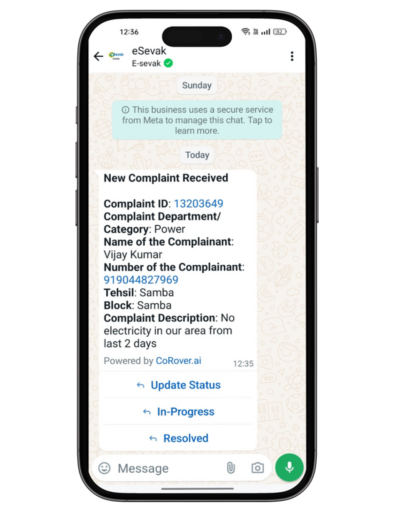 12:36
eSevak
E-sevak
Sunday
This business uses a secure service
from Meta to manage this chat. Tap to
learn more.
Today
New Complaint Received
Complaint ID: 13203649
Complaint Department/
Category: Power
Name of the Complainant:
Vijay Kumar
Number of the Complainant:
919044827969
Tehsil: Samba
Block: Samba
Complaint Description: No
electricity in our area from
last 2 days
Powered by CoRover.ai
12:35
Update Status
In-Progress
Resolved
Message